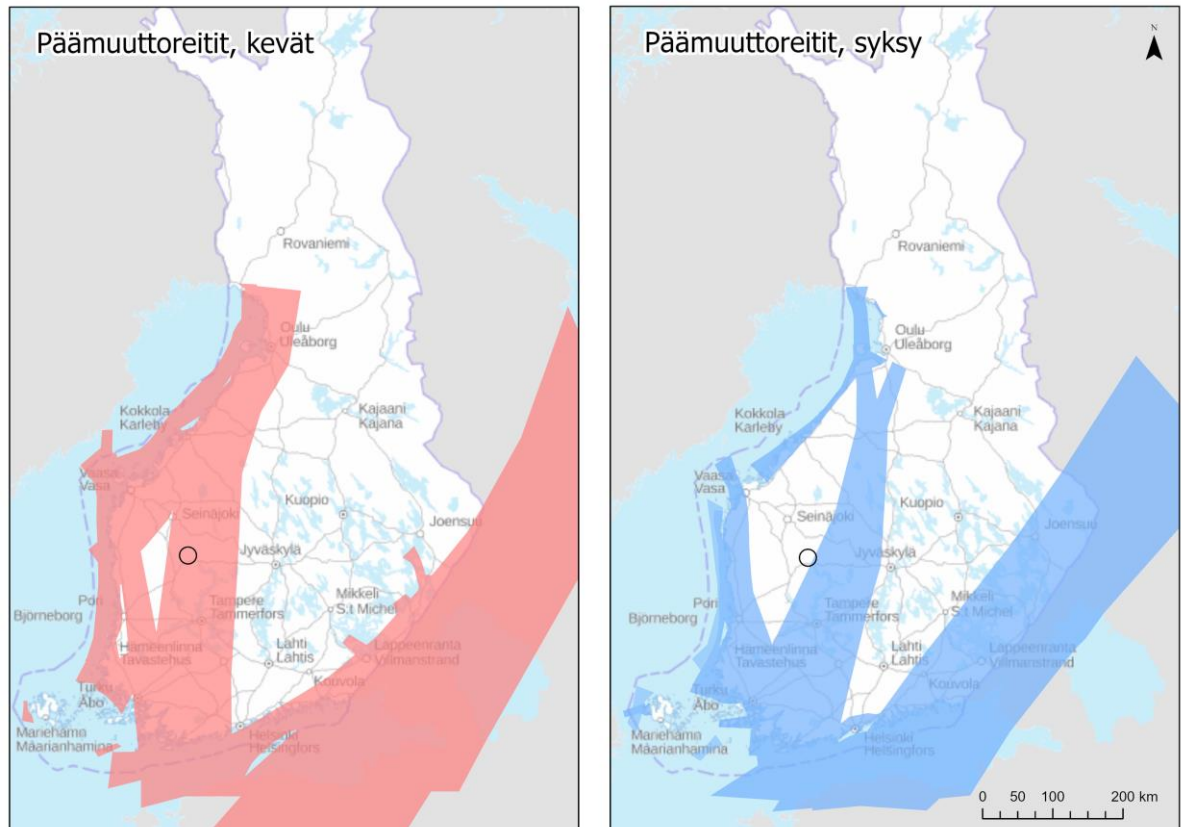 Päämuuttoreitit, kevät
Rovaniemi
Oulu
Uleåborg
Kokkola
Karleby
Kajaani
Kajana
Vaasa
Vasa
Seinäjoki
Kuopio
Joensuu
Jyväskylä
Pori
Björneborg
Tampere
Tammerfors
Mikkeli
S:t Michel
Hämeenlinna
Tavastehus
Lahti
Lahtis
Lappeenranta
Villmanstrand
Kouvola
Turku
Åbo
Mariehamn
Maarianhamina
Helsinki
Helsingfors
Päämuuttoreitit, syksy
N
Rovaniemi
Oulu
Uleåborg
Kokkola
Karleby
Kajaani
Kajana
Vaasa
Vasa
Seinäjoki
Kuopio
Joensuu
Jyväskylä
Pori
Björneborg
Tampere
Tammerfors
Mikkeli
S:t Michel
Hämeenlinna
Tavastehus
Lahti
Lahtis
Lappeenranta
Villmanstrand
Kouvola
Turku
Åbo
Mariehamn
Maarianhamina
Helsinki
Helsingfors
0 50 100 200 km